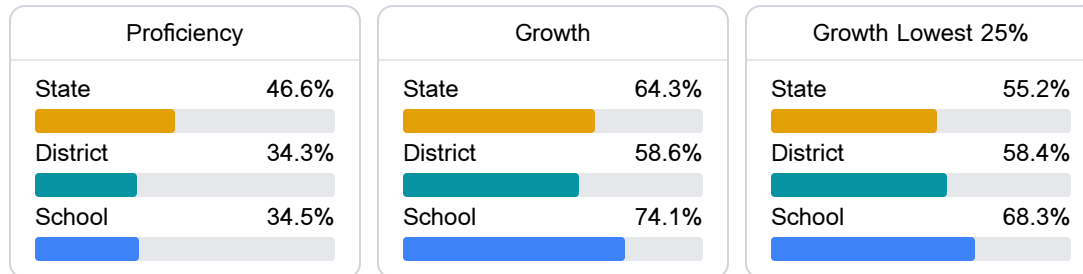 Proficiency
State 46.6%
District 34.3%
School 34.5%
Growth
State 64.3%
District 58.6%
School 74.1%
Growth Lowest 25%
State 55.2%
District 58.4%
School 68.3%